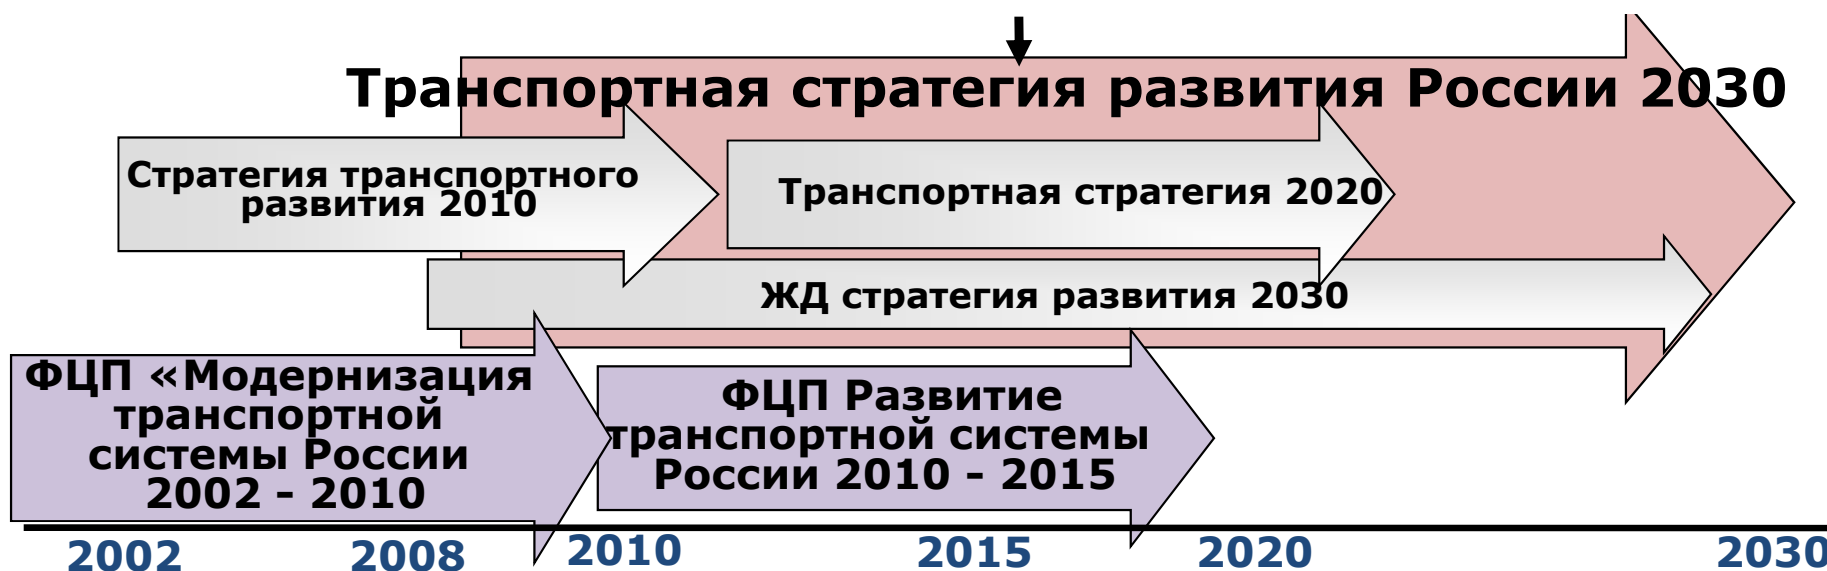 Транспортная стратегия развития России 2030
Стратегия транспортного
развития 2010
Транспортная стратегия 2020
ЖД стратегия развития 2030
ФЦП «Модернизация
транспортной
системы России
2002 - 2010
ФЦП Развитие
транспортной системы
России 2010 - 2015
2002
2008
2010
2015
2020
2030